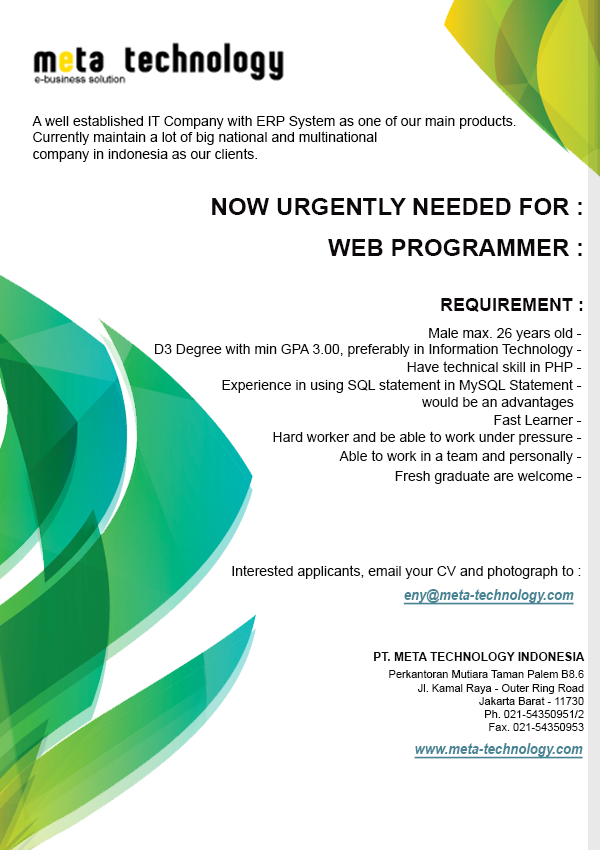 meta technology
e-business solution
A well established IT Company with ERP System as one of our main products.
Currently maintain a lot of big national and multinational
company in indonesia as our clients.
NOW URGENTLY NEEDED FOR :
WEB PROGRAMMER :
REQUIREMENT :
Male max. 26 years old -
D3 Degree with min GPA 3.00, preferably in Information Technology -
Have technical skill in PHP -
Experience in using SQL statement in MySQL Statement -
would be an advantages
Fast Learner -
Hard worker and be able to work under pressure -
Able to work in a team and personally -
Fresh graduate are welcome -
Interested applicants, email your CV and photograph to :
eny@meta-technology.com
PT. META TECHNOLOGY INDONESIA
Perkantoran Mutiara Taman Palem B8.6
Jl. Kamal Raya - Outer Ring Road
Jakarta Barat - 11730
Ph. 021-54350951/2
Fax. 021-54350953
www.meta-technology.com